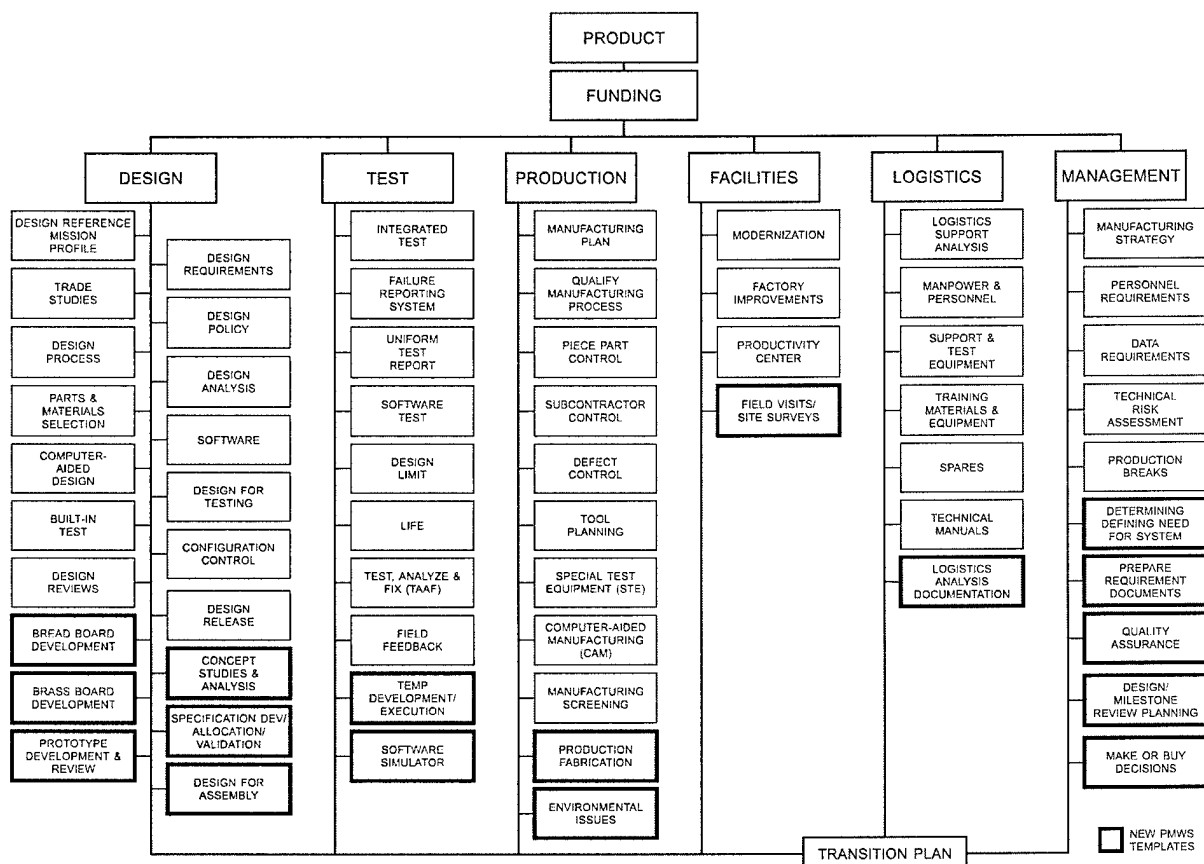 PRODUCT
FUNDING
DESIGN
TEST
PRODUCTION
FACILITIES
LOGISTICS
MANAGEMENT
DESIGN REFERENCE
MISSION
PROFILE
TRADE
STUDIES
DESIGN
PROCESS
PARTS &
MATERIALS
SELECTION
COMPUTER-
AIDED
DESIGN
BUILT-IN
TEST
DESIGN
REVIEWS
BREAD BOARD
DEVELOPMENT
BRASS BOARD
DEVELOPMENT
PROTOTYPE
DEVELOPMENT &
REVIEW
DESIGN
REQUIREMENTS
DESIGN
POLICY
DESIGN
ANALYSIS
SOFTWARE
DESIGN FOR
TESTING
CONFIGURATION
CONTROL
DESIGN
RELEASE
CONCEPT
STUDIES &
ANALYSIS
SPECIFICATION DEV/
ALLOCATION/
VALIDATION
DESIGN FOR
ASSEMBLY
INTEGRATED
TEST
FAILURE
REPORTING
SYSTEM
UNIFORM
TEST
REPORT
SOFTWARE
TEST
DESIGN
LIMIT
LIFE
TEST, ANALYZE &
FIX (TAAF)
FIELD
FEEDBACK
TEMP
DEVELOPMENT/
EXECUTION
SOFTWARE
SIMULATOR
MANUFACTURING
PLAN
QUALIFY
MANUFACTURING
PROCESS
PIECE PART
CONTROL
SUBCONTRACTOR
CONTROL
DEFECT
CONTROL
TOOL
PLANNING
SPECIAL TEST
EQUIPMENT (STE)
COMPUTER-AIDED
MANUFACTURING
(CAM)
MANUFACTURING
SCREENING
PRODUCTION
FABRICATION
ENVIRONMENTAL
ISSUES
MODERNIZATION
FACTORY
IMPROVEMENTS
PRODUCTIVITY
CENTER
FIELD VISITS/
SITE SURVEYS
LOGISTICS
SUPPORT
ANALYSIS
MANPOWER &
PERSONNEL
SUPPORT &
TEST
EQUIPMENT
TRAINING
MATERIALS &
EQUIPMENT
SPARES
TECHNICAL
MANUALS
LOGISTICS
ANALYSIS
DOCUMENTATION
MANUFACTURING
STRATEGY
PERSONNEL
REQUIREMENTS
DATA
REQUIREMENTS
TECHNICAL
RISK
ASSESSMENT
PRODUCTION
BREAKS
DETERMINING
DEFINING NEED
FOR SYSTEM
PREPARE
REQUIREMENT
DOCUMENTS
QUALITY
ASSURANCE
DESIGN/
MILESTONE
REVIEW PLANNING
MAKE OR BUY
DECISIONS
TRANSITION PLAN
NEW PMWS
TEMPLATES